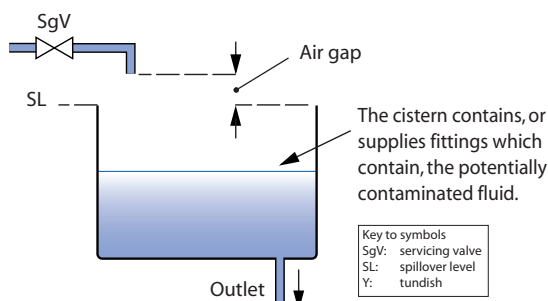 SgV
Air gap
SL
The cistern contains, or
supplies fittings which
contain, the potentially
contaminated fluid.
Key to symbols
SgV: servicing valve
SL: spillover level
Y: tundish
Outlet